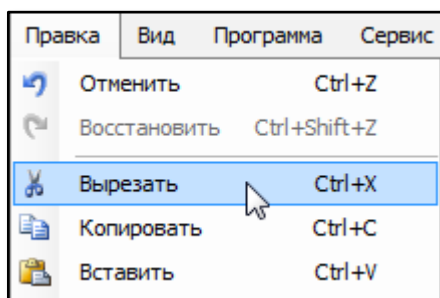 Правка Вид Программа Сервис
Отменить Ctrl+Z
Восстановить Ctrl+Shift+Z
Вырезать Ctrl+X
Копировать Ctrl+C
Вставить Ctrl+V